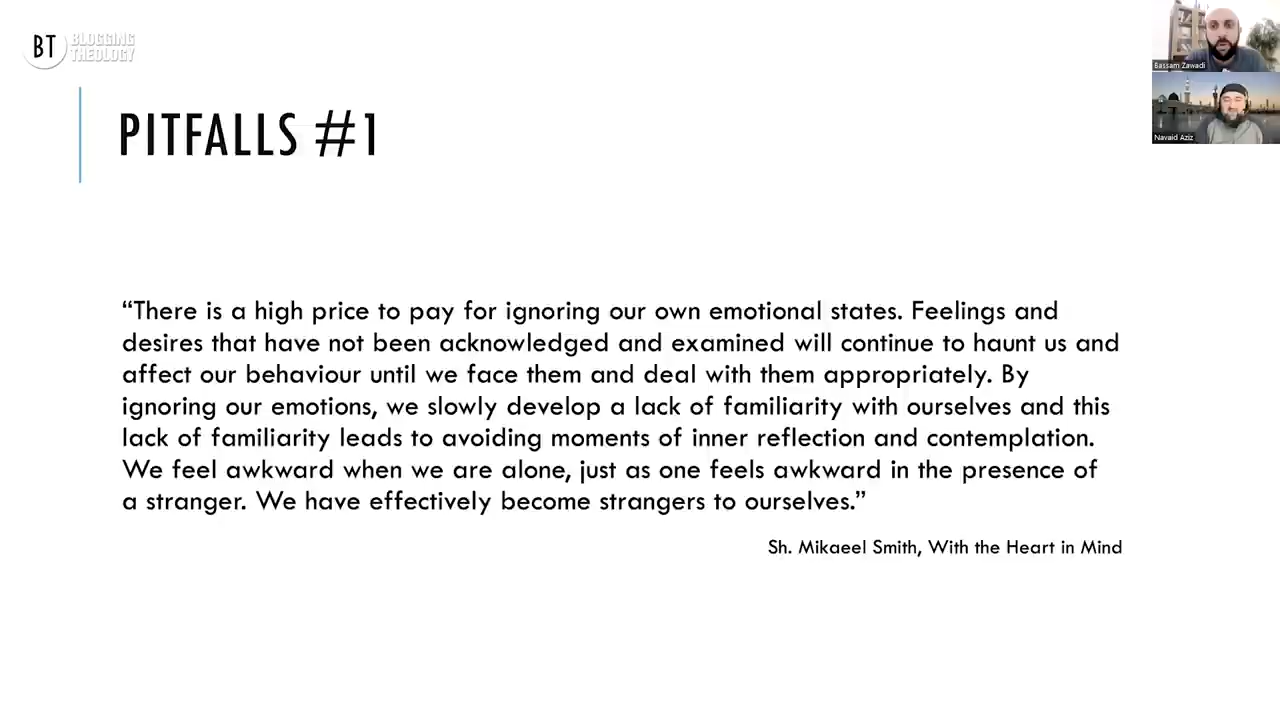 BT BLOGGING
THEOLOGY
Bassam Zawadi
Navaid Aziz
PITFALLS #1
“There is a high price to pay for ignoring our own emotional states. Feelings and
desires that have not been acknowledged and examined will continue to haunt us and
affect our behaviour until we face them and deal with them appropriately. By
ignoring our emotions, we slowly develop a lack of familiarity with ourselves and this
lack of familiarity leads to avoiding moments of inner reflection and contemplation.
We feel awkward when we are alone, just as one feels awkward in the presence of
a stranger. We have effectively become strangers to ourselves.”
Sh. Mikaeel Smith, With the Heart in Mind